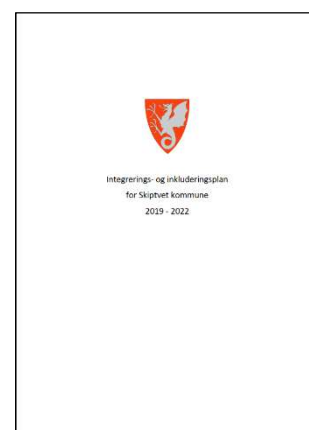 Integrerings- og inkluderingsplan
for Skiptvet kommune
2019 - 2022